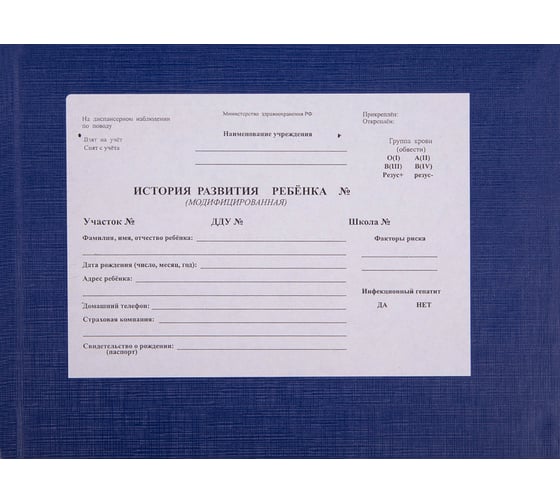 На диспансерном наблюдении
по поводу
Взят на учёт
Снят с учёта
Министерство здравоохранения РФ
Наименование учреждения
Прикреплён:
Откреплен:
Группа крови
(обвести)
O(I) A(II)
B(III) B(IV)
Резус+ резус-
ИСТОРИЯ РАЗВИТИЯ РЕБЁНКА №
(МОДИФИЦИРОВАННАЯ)
Участок № ДДУ № Школа №
Фамилия, имя, отчество ребёнка:
Дата рождения (число, месяц, год):
Адрес ребёнка:
Домашний телефон:
Страховая компания:
Свидетельство о рождении:
(паспорт)
Факторы риска
Инфекционный гепатит
ДА НЕТ